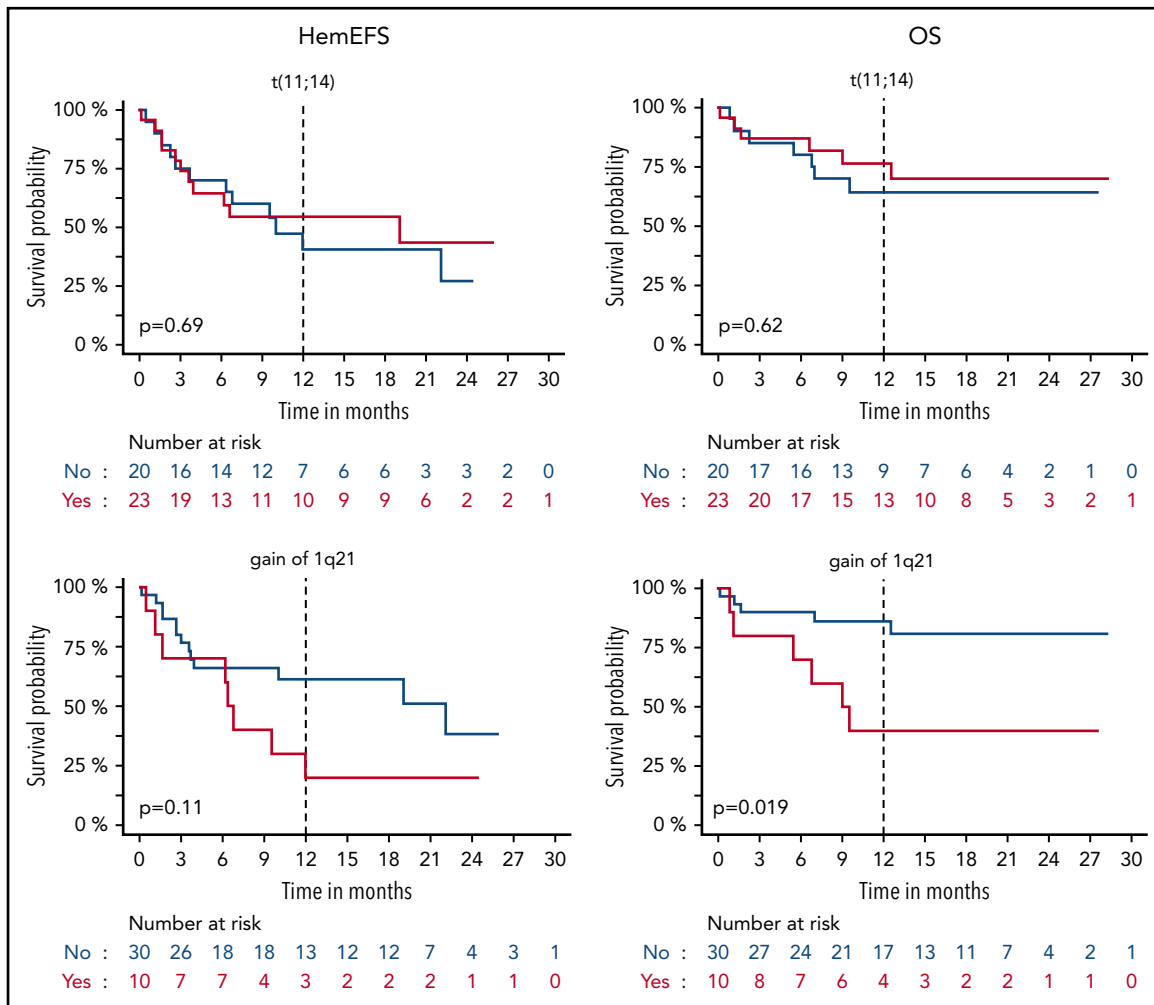 HemEFS
t(11;14)
Survival probability
100 %
75 %
50 %
25 %
0 %
p=0.69
0 3 6 9 12 15 18 21 24 27 30
Time in months
Number at risk
No : 20 16 14 12 7 6 6 3 3 2 0
Yes : 23 19 13 11 10 9 9 6 2 2 1
OS
t(11;14)
Survival probability
100 %
75 %
50 %
25 %
0 %
p=0.62
0 3 6 9 12 15 18 21 24 27 30
Time in months
Number at risk
No : 20 17 16 13 9 7 6 4 2 1 0
Yes : 23 20 17 15 13 10 8 5 3 2 1
gain of 1q21
Survival probability
100 %
75 %
50 %
25 %
0 %
p=0.11
0 3 6 9 12 15 18 21 24 27 30
Time in months
Number at risk
No : 30 26 18 18 13 12 12 7 4 3 1
Yes : 10 7 7 4 3 2 2 2 1 1 0
gain of 1q21
Survival probability
100 %
75 %
50 %
25 %
0 %
p=0.019
0 3 6 9 12 15 18 21 24 27 30
Time in months
Number at risk
No : 30 27 24 21 17 13 11 7 4 2 1
Yes : 10 8 7 6 4 3 2 2 1 1 0